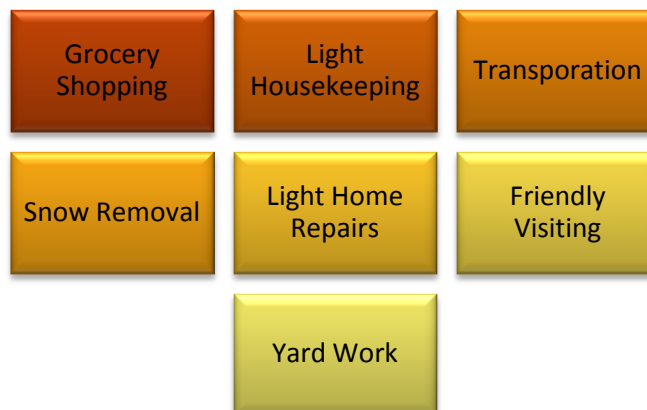 Grocery
Shopping
Light
Housekeeping
Transporation
Snow Removal
Light Home
Repairs
Friendly
Visiting
Yard Work